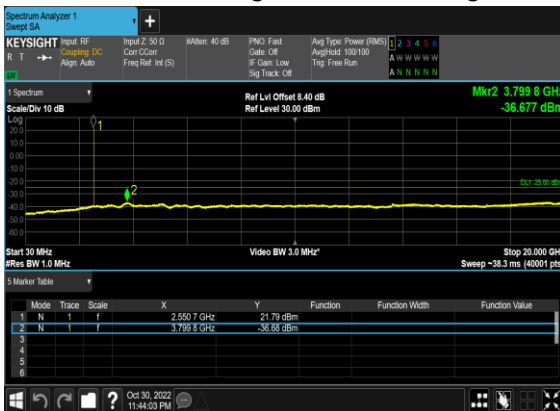 Spectrum Analyzer 1
Swept SA
+
KEYSIGHT Input: RF Input Z: 50 Ω #Atten: 40 dB PNO: Fast Avg Type: Power (RMS) 1 2 3 4 5 6
R T Coupling: DC Corr CCorr Gate: Off Avg|Hold: 100/100 A W W W W W
Align: Auto Freq Ref: Int (S) IF Gain: Low Trig: Free Run
LV Sig Track: Off A N N N N N
1 Spectrum Ref Lvl Offset 8.40 dB Mkr2 3.799 8 GHz
Scale/Div 10 dB Ref Level 30.00 dBm -36.677 dBm
Log
20.0
10.0
0.00
-10.0
-20.0
-30.0
-40.0
-50.0
-60.0
1
2
DL1 -25.00 dBm
Start 30 MHz Video BW 3.0 MHz* Stop 20.000 GHz
#Res BW 1.0 MHz Sweep ~38.3 ms (40001 pts)
5 Marker Table
Mode Trace Scale X Y Function Function Width Function Value
1 N 1 f 2.550 7 GHz 21.79 dBm
2 N 1 f 3.799 8 GHz -36.68 dBm
3
4
5
6
? Oct 30, 2022
11:44:03 PM